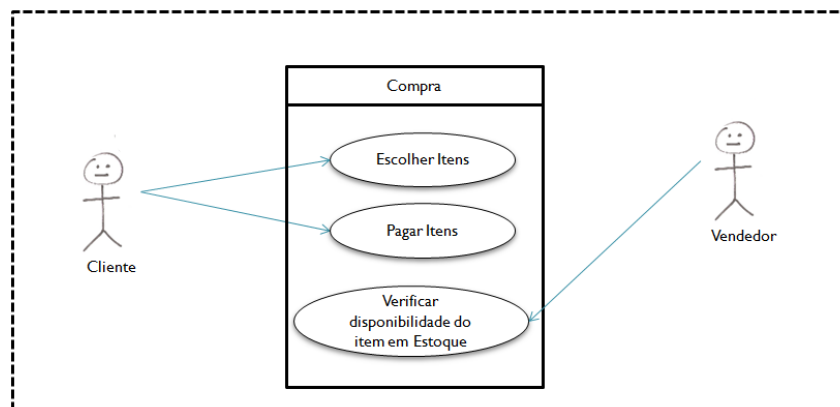 Compra
Escolher Itens
Pagar Itens
Cliente
Vendedor
Verificar
disponibilidade do
item em Estoque